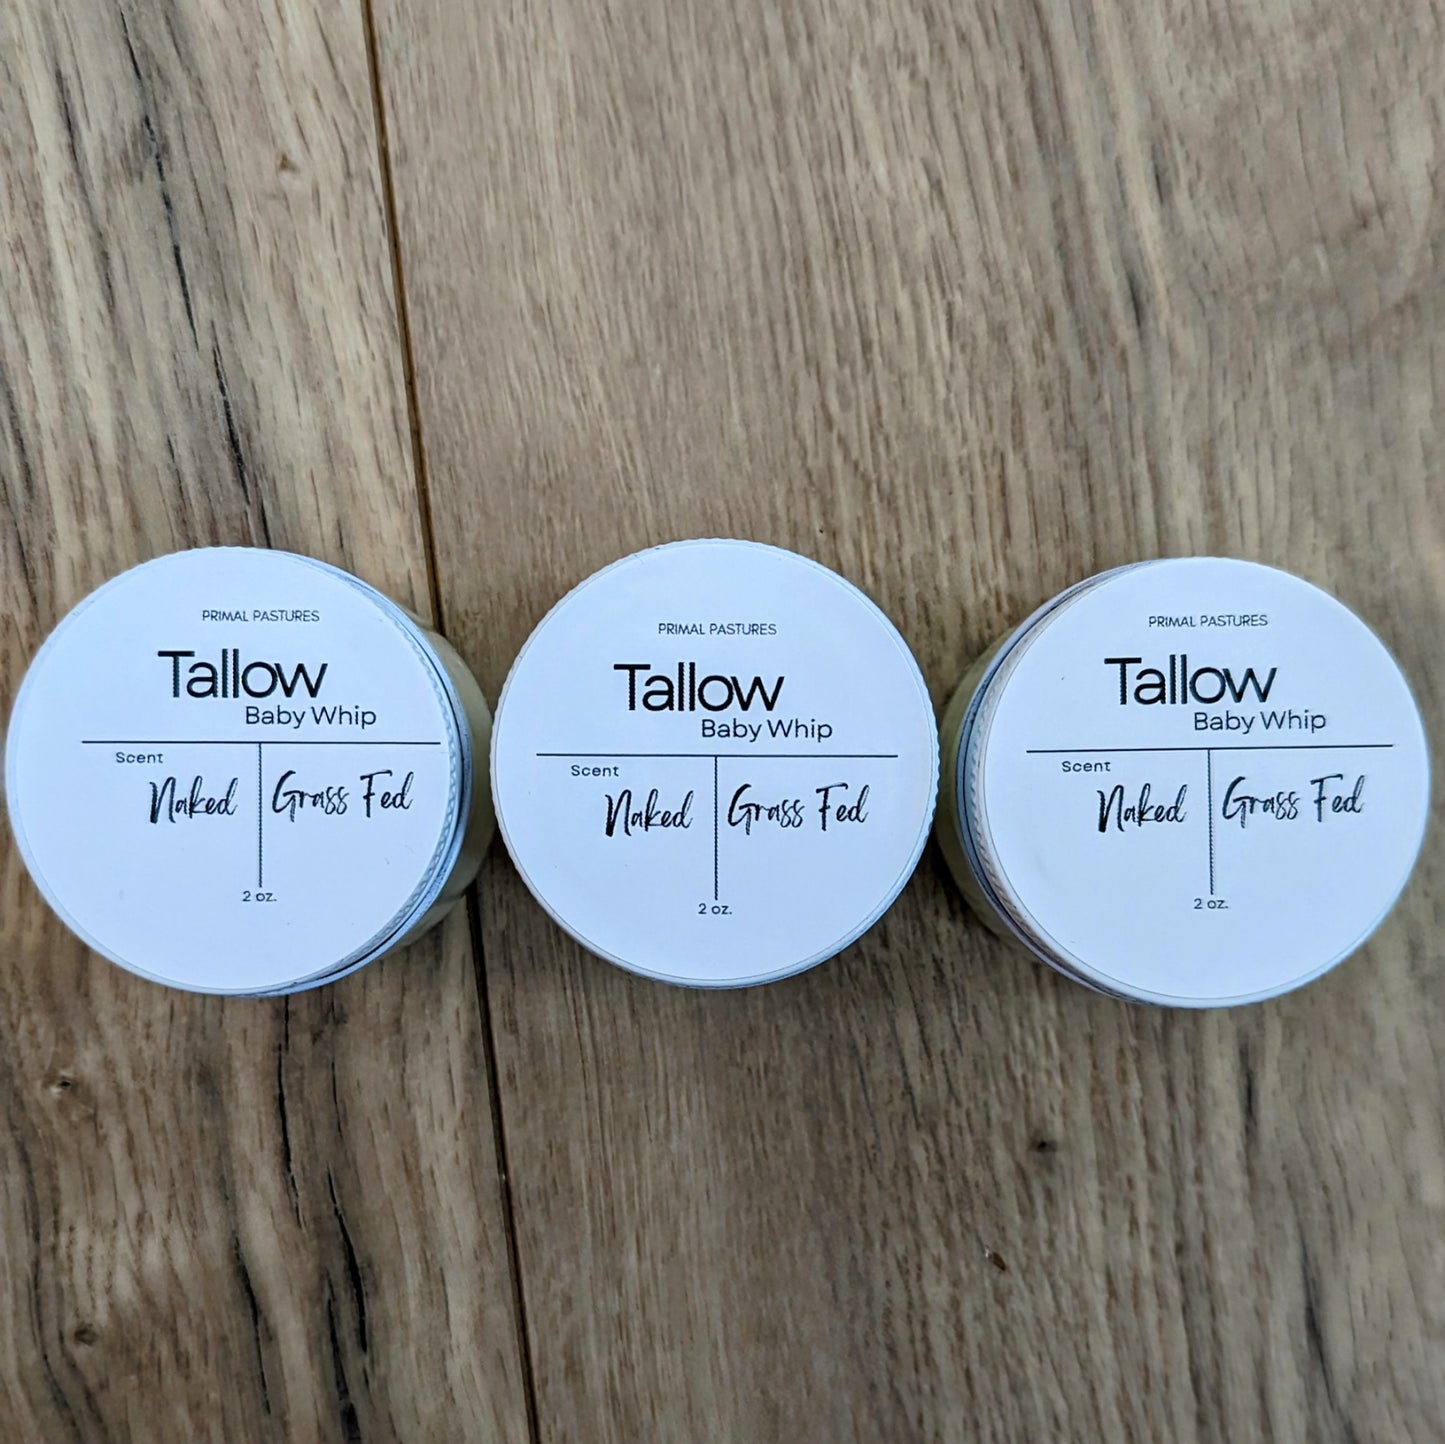 PRIMAL PASTURES
Tallow
Baby Whip
Scent
Naked
Grass Fed
2 oz.
PRIMAL PASTURES
Tallow
Baby Whip
Scent
Naked
Grass Fed
2 oz.
PRIMAL PASTURES
Tallow
Baby Whip
Scent
Naked
Grass Fed
2 oz.